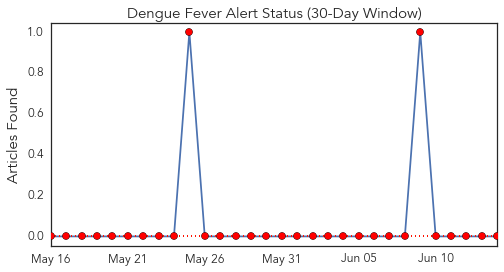 Dengue Fever Alert Status (30-Day Window)
Articles Found
1.0
0.8
0.6
0.4
0.2
0.0
May 16
May 21
May 26
May 31
Jun 05
Jun 10